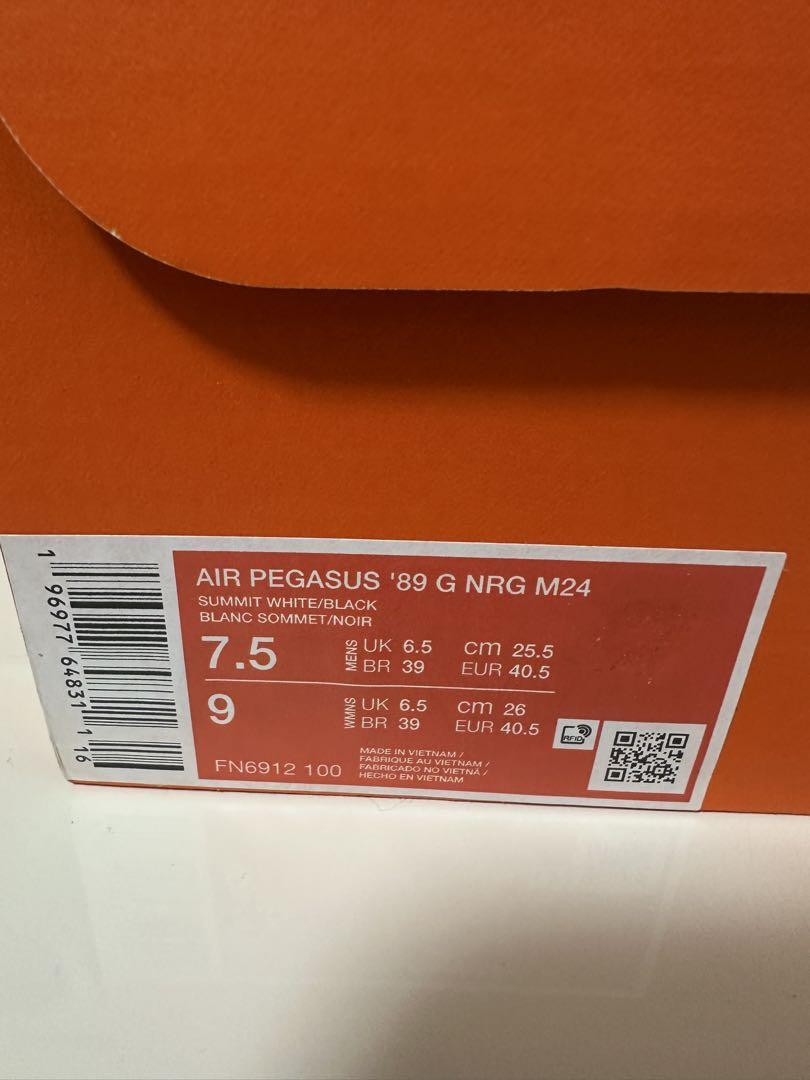 AIR PEGASUS '89 G NRG M24
SUMMIT WHITE/BLACK
BLANC SOMMET/NOIR
7.5 MENS UK 6.5 cm 25.5
BR 39 EUR 40.5
9 WMNS UK 6.5 cm 26
BR 39 EUR 40.5
RFID
FN6912 100
MADE IN VIETNAM /
FABRIQUE AU VIETNAM /
FABRICADO NO VIETNÃ /
HECHO EN VIETNAM
1 96977 64831 1 16